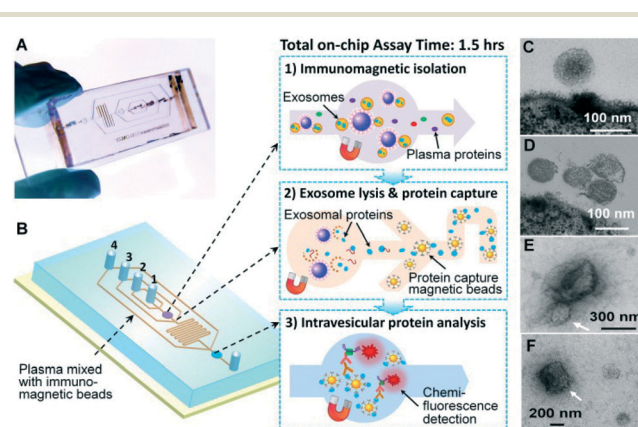 A
Total on-chip Assay Time: 1.5 hrs
1) Immunomagnetic isolation
Exosomes
Plasma proteins
2) Exosome lysis & protein capture
Exosomal proteins
Protein capture
magnetic beads
3) Intravesicular protein analysis
Chemi-
fluorescence
detection
B
4
3
2
1
Plasma mixed
with immuno-
magnetic beads
C
100 nm
D
100 nm
E
300 nm
F
200 nm